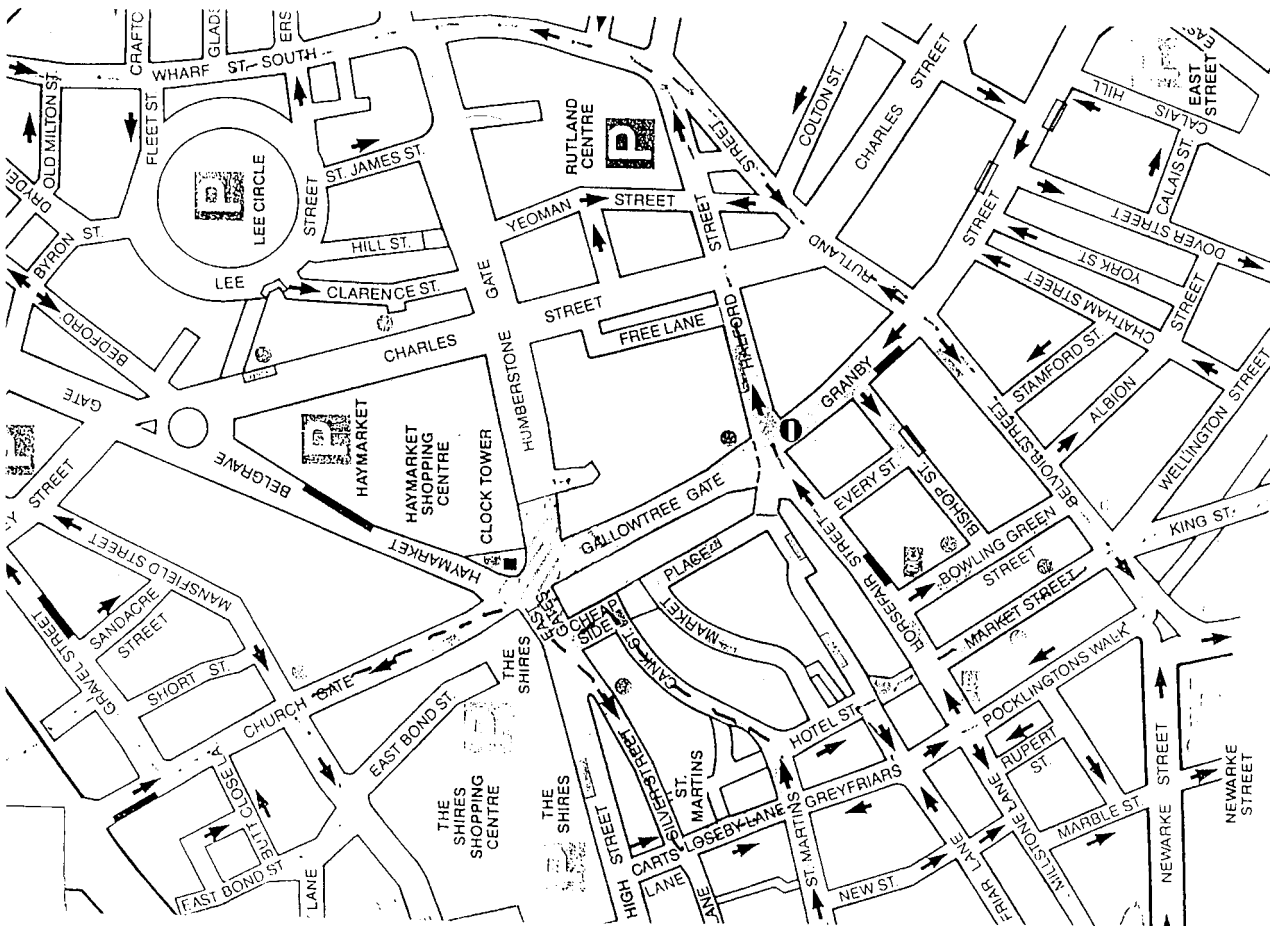 CRAFTO
GLADS
ERS
WHARF ST. SOUTH
OLD MILTON ST.
FLEET ST.
DRYDE
BYRON ST.
P
LEE CIRCLE
LEE STREET
ST. JAMES ST.
HILL ST.
CLARENCE ST.
BEDFORD
GATE
BELGRAVE
CHARLES STREET
HUMBERSTONE GATE
YEOMAN STREET
RUTLAND
CENTRE
P
COLTON ST.
CHARLES STREET
RUTLAND STREET
HALFORD STREET
FREE LANE
HILL
CALAIS
EAST
STREET
EAS
CALAIS ST.
DOVER STREET
YORK ST
CHATHAM STREET
STAMFORD ST.
ALBION STREET
WELLINGTON STREET
KING ST.
GRANBY STREET
BELVOIR STREET
P
HAYMARKET
HAYMARKET
SHOPPING
CENTRE
CLOCK TOWER
HAYMARKET
EY STREET
MANSFIELD STREET
SANDACRE
STREET
GRAVEL STREET
SHORT ST.
CHURCH GATE
BUTT CLOSE LA
EAST BOND ST.
EAST BOND ST
LANE
THE
SHIRES
THE
SHIRES
SHOPPING
CENTRE
THE
SHIRES
EAST
GATES
CHEAP
SIDE
CANK ST.
MARKET PLACE
GALLOWTREE GATE
HORSEFAIR STREET
EVERY ST.
BISHOP ST.
BOWLING GREEN
STREET
MARKET STREET
POCKLINGTONS WALK
HIGH STREET
SILVER STREET
ST.
MARTINS
CARTS LANE
LOSEBY LANE
LANE
HOTEL ST.
GREYFRIARS
ST. MARTINS
NEW ST.
FRIAR LANE
MILLSTONE LANE
RUPERT
ST.
MARBLE ST.
NEWARKE STREET
NEWARKE
STREET